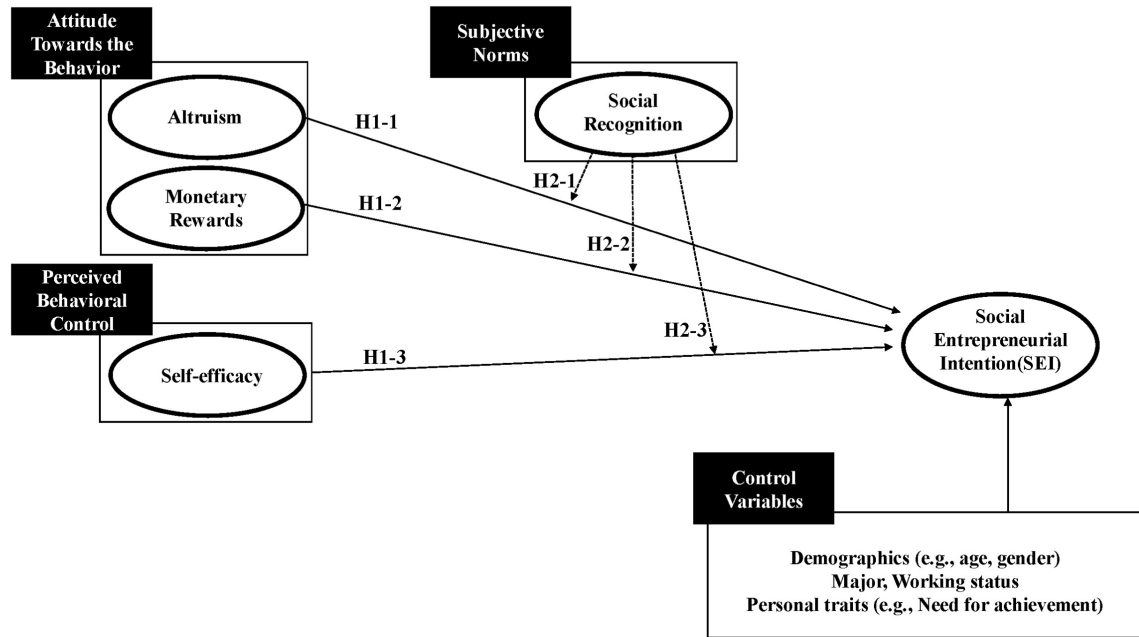 Attitude
Towards the
Behavior
Subjective
Norms
Altruism
Social
Recognition
H1-1
H2-1
Monetary
Rewards
H1-2
H2-2
Perceived
Behavioral
Control
H2-3
Social
Entrepreneurial
Intention(SEI)
H1-3
Self-efficacy
Control
Variables
Demographics (e.g., age, gender)
Major, Working status
Personal traits (e.g., Need for achievement)